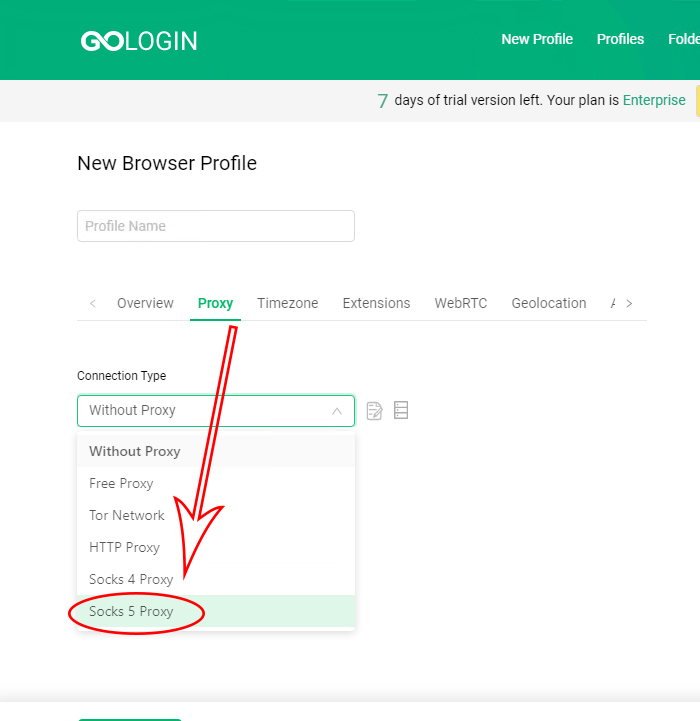 GOLOGIN
New Profile Profiles
7 days of trial version left. Your plan is Enterprise
New Browser Profile
Profile Name
< Overview Proxy Timezone Extensions WebRTC Geolocation >
Connection Type
Without Proxy
Without Proxy
Free Proxy
Tor Network
HTTP Proxy
Socks 4 Proxy
Socks 5 Proxy